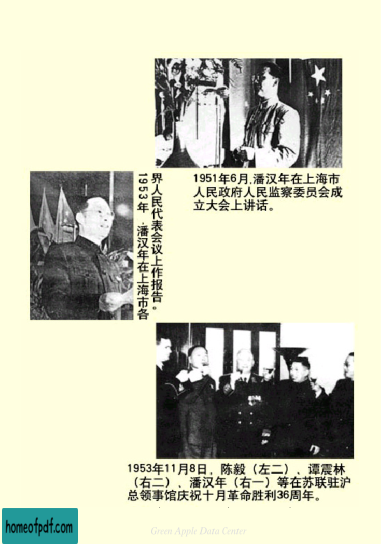 1951年6月,潘汉年在上海市
人民政府人民监察委员会成
立大会上讲话。
1953年,潘汉年在上海市各
界人民代表会议上作报告。
1953年11月8日，陈毅（左二）、谭震林
（右二）、潘汉年（右一）等在苏联驻沪
总领事馆庆祝十月革命胜利36周年。
homeofpdf.com
Green Apple Data Center